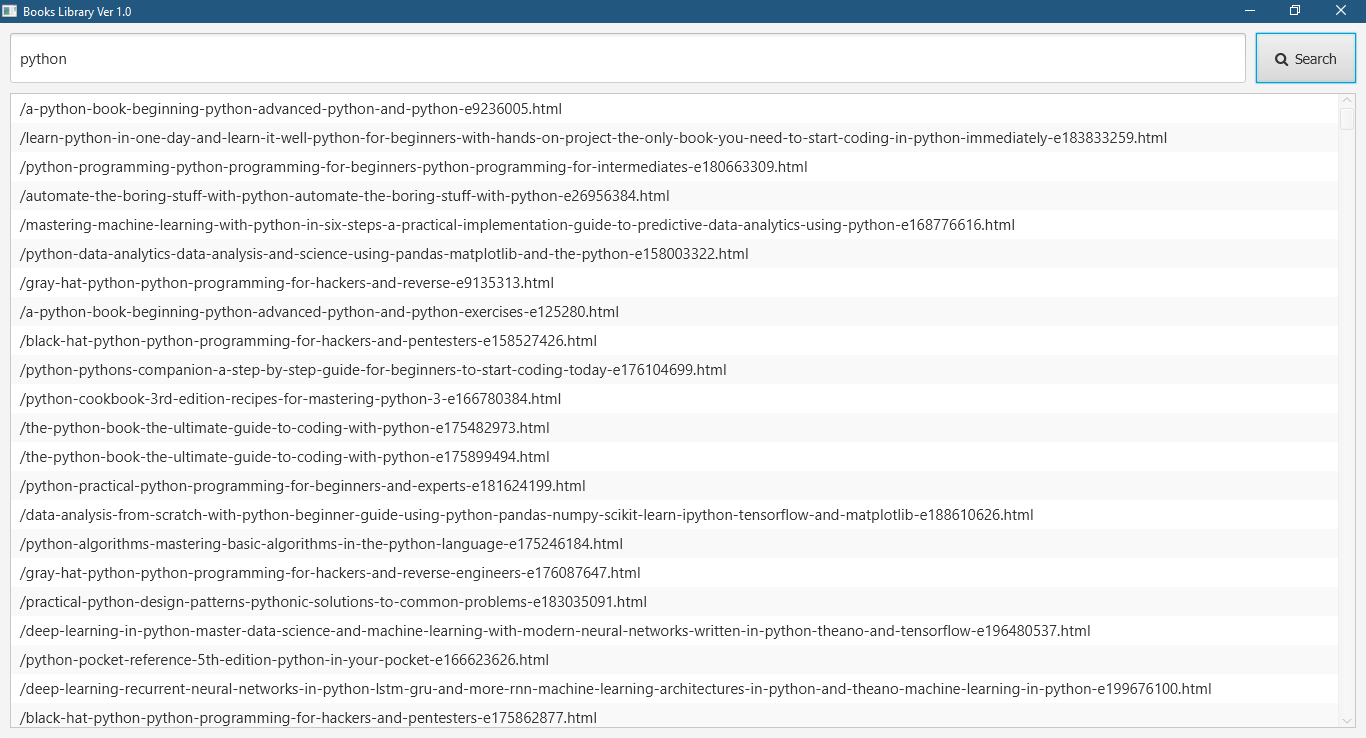 Books Library Ver 1.0
python
Search
/a-python-book-beginning-python-advanced-python-and-python-e9236005.html
/learn-python-in-one-day-and-learn-it-well-python-for-beginners-with-hands-on-project-the-only-book-you-need-to-start-coding-in-python-immediately-e183833259.html
/python-programming-python-programming-for-beginners-python-programming-for-intermediates-e180663309.html
/automate-the-boring-stuff-with-python-automate-the-boring-stuff-with-python-e26956384.html
/mastering-machine-learning-with-python-in-six-steps-a-practical-implementation-guide-to-predictive-data-analytics-using-python-e168776616.html
/python-data-analytics-data-analysis-and-science-using-pandas-matplotlib-and-the-python-e158003322.html
/gray-hat-python-python-programming-for-hackers-and-reverse-e9135313.html
/a-python-book-beginning-python-advanced-python-and-python-exercises-e125280.html
/black-hat-python-python-programming-for-hackers-and-pentesters-e158527426.html
/python-pythons-companion-a-step-by-step-guide-for-beginners-to-start-coding-today-e176104699.html
/python-cookbook-3rd-edition-recipes-for-mastering-python-3-e166780384.html
/the-python-book-the-ultimate-guide-to-coding-with-python-e175482973.html
/the-python-book-the-ultimate-guide-to-coding-with-python-e175899494.html
/python-practical-python-programming-for-beginners-and-experts-e181624199.html
/data-analysis-from-scratch-with-python-beginner-guide-using-python-pandas-numpy-scikit-learn-ipython-tensorflow-and-matplotlib-e188610626.html
/python-algorithms-mastering-basic-algorithms-in-the-python-language-e175246184.html
/gray-hat-python-python-programming-for-hackers-and-reverse-engineers-e176087647.html
/practical-python-design-patterns-pythonic-solutions-to-common-problems-e183035091.html
/deep-learning-in-python-master-data-science-and-machine-learning-with-modern-neural-networks-written-in-python-theano-and-tensorflow-e196480537.html
/python-pocket-reference-5th-edition-python-in-your-pocket-e166623626.html
/deep-learning-recurrent-neural-networks-in-python-lstm-gru-and-more-rnn-machine-learning-architectures-in-python-and-theano-machine-learning-in-python-e199676100.html
/black-hat-python-python-programming-for-hackers-and-pentesters-e175862877.html